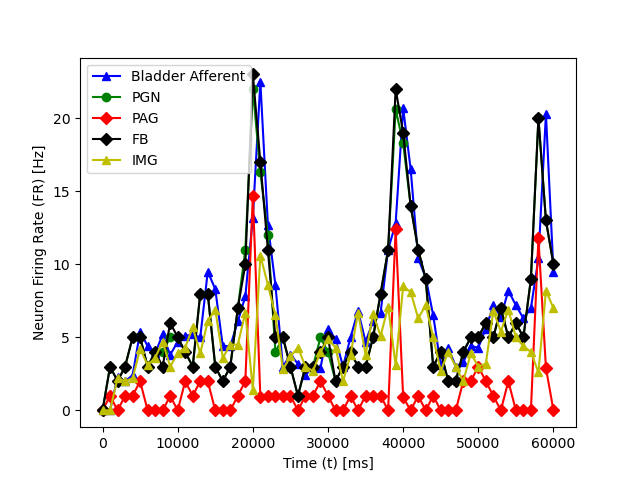 Bladder Afferent
PGN
PAG
FB
IMG
Neuron Firing Rate (FR) [Hz]
20
15
10
5
0
0 10000 20000 30000 40000 50000 60000
Time (t) [ms]